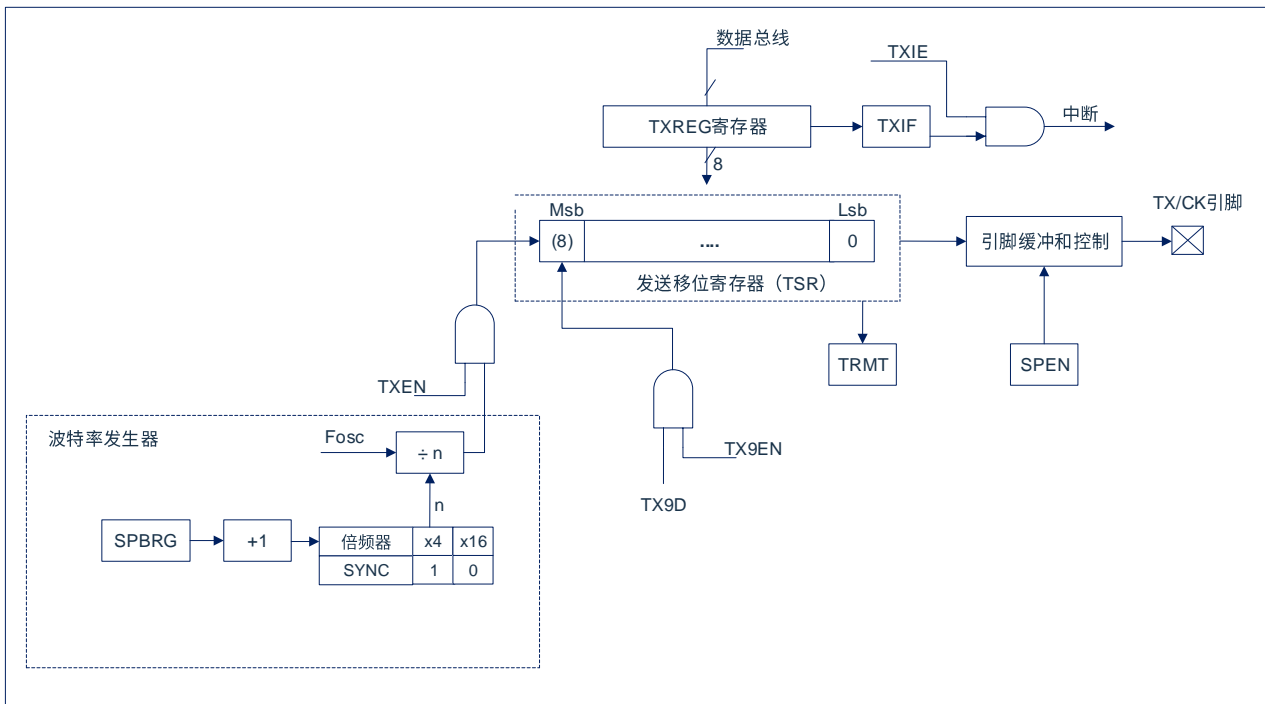 数据总线
TXIE
TXREG寄存器
TXIF
中断
8
Msb
Lsb
(8)
....
0
发送移位寄存器（TSR）
引脚缓冲和控制
TX/CK引脚
TRMT
SPEN
TXEN
TX9EN
TX9D
波特率发生器
Fosc
÷ n
n
SPBRG
+1
倍频器 x4 x16
SYNC 1 0